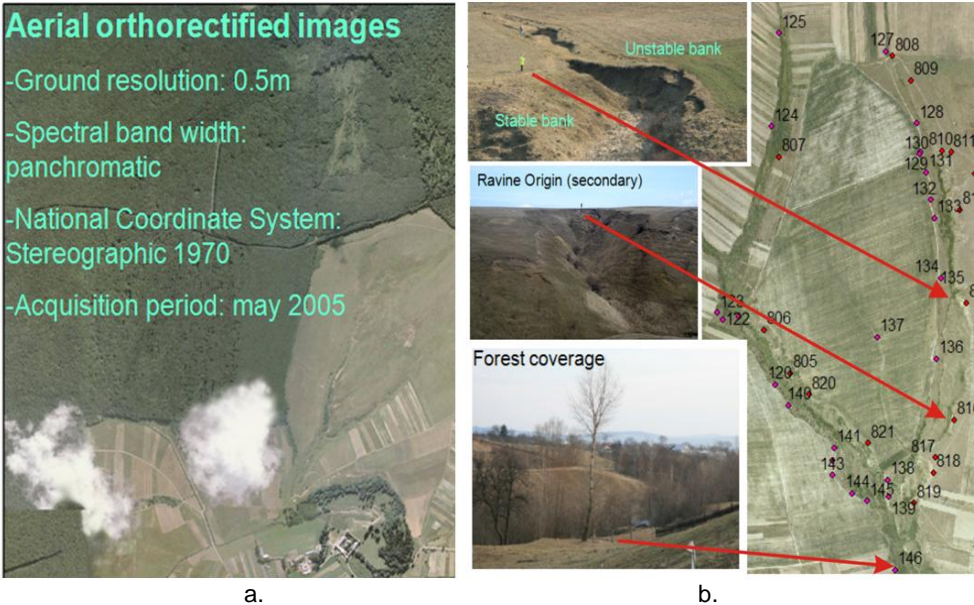 Aerial orthorectified images
-Ground resolution: 0.5m
-Spectral band width:
panchromatic
-National Coordinate System:
Stereographic 1970
-Acquisition period: may 2005
Unstable bank
Stable bank
Ravine Origin (secondary)
Forest coverage
125
127
808
809
124
128
807
130
810
811
129
131
132
133
134
135
123
122
806
137
136
805
120
820
140
141
821
817
818
143
138
144
145
139
819
146
a.
b.